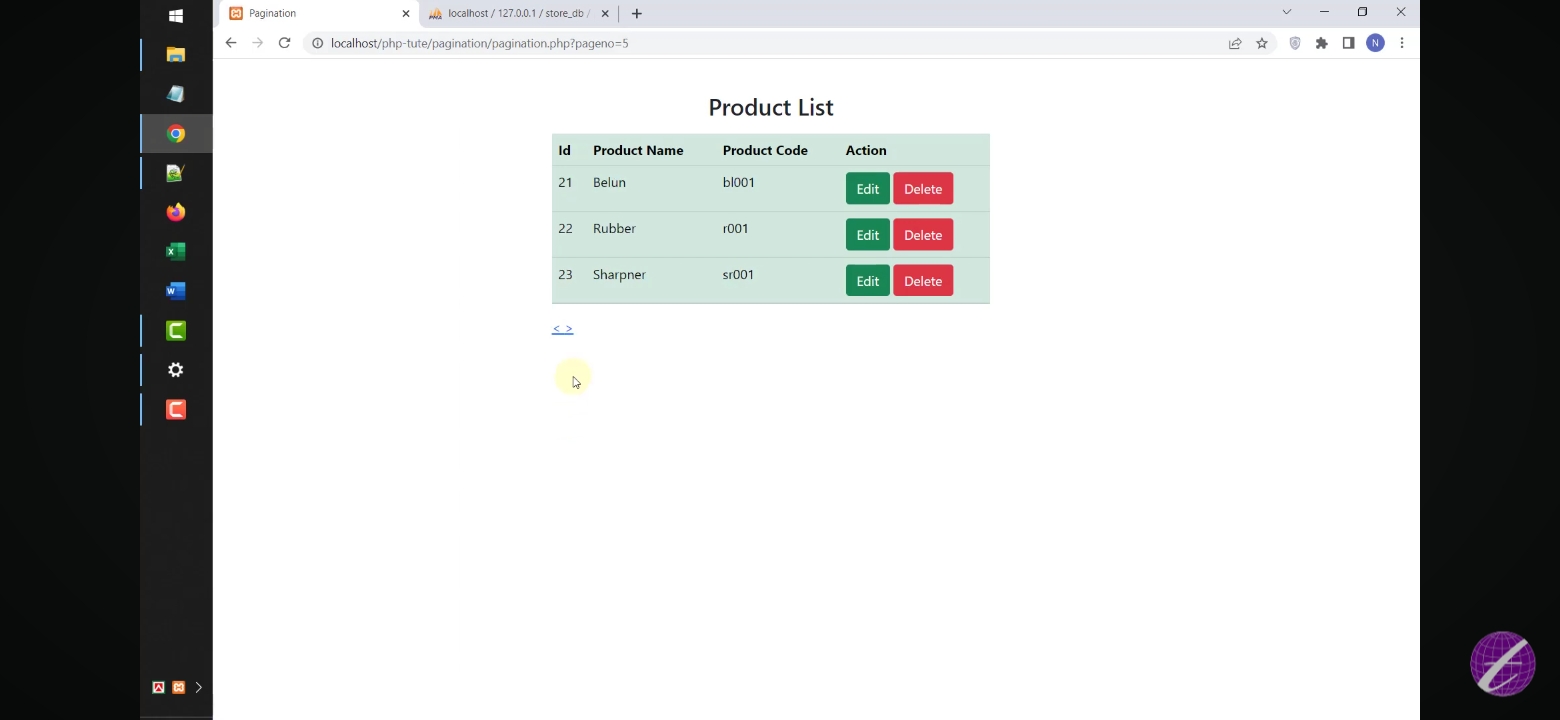 Pagination
localhost / 127.0.0.1 / store_db /
localhost/php-tute/pagination/pagination.php?pageno=5
N
Product List
Id Product Name Product Code Action
21 Belun bl001 Edit Delete
22 Rubber r001 Edit Delete
23 Sharpner sr001 Edit Delete
< >